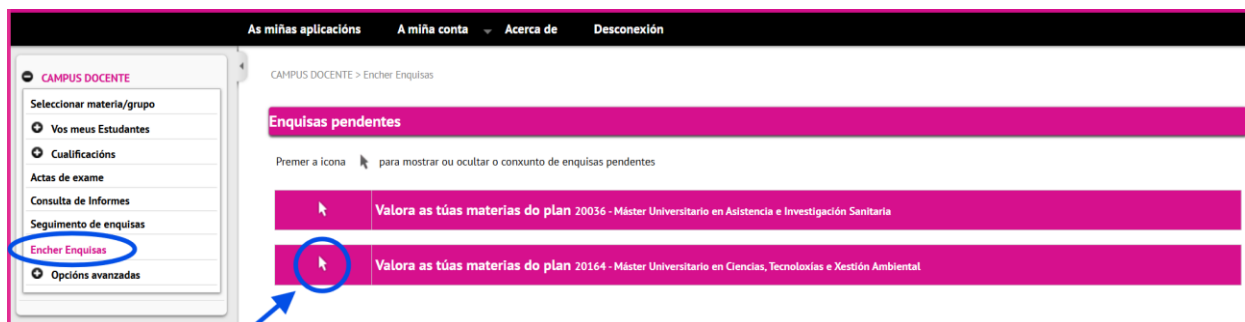 As miñas aplicacións A miña conta Acerca de Desconexión
CAMPUS DOCENTE
Seleccionar materia/grupo
Vos meus Estudantes
Cualificacións
Actas de exame
Consulta de Informes
Seguimento de enquisas
Encher Enquisas
Opcións avanzadas
CAMPUS DOCENTE > Encher Enquisas
Enquisas pendentes
Premer a icona para mostrar ou ocultar o conxunto de enquisas pendentes
Valora as túas materias do plan 20036 - Máster Universitario en Asistencia e Investigación Sanitaria
Valora as túas materias do plan 20164 - Máster Universitario en Ciencias, Tecnoloxias e Xestión Ambiental